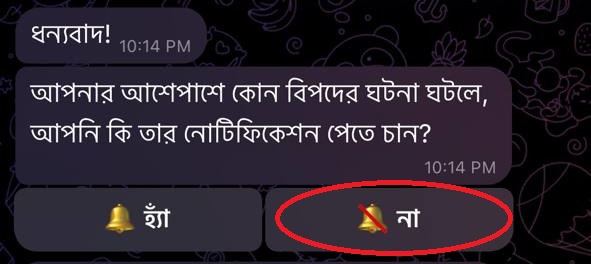 ধন্যবাদ!
10:14 PM
আপনার আশেপাশে কোন বিপদের ঘটনা ঘটলে,
আপনি কি তার নোটিফিকেশন পেতে চান?
10:14 PM
🔔 হ্যাঁ
🔕 না